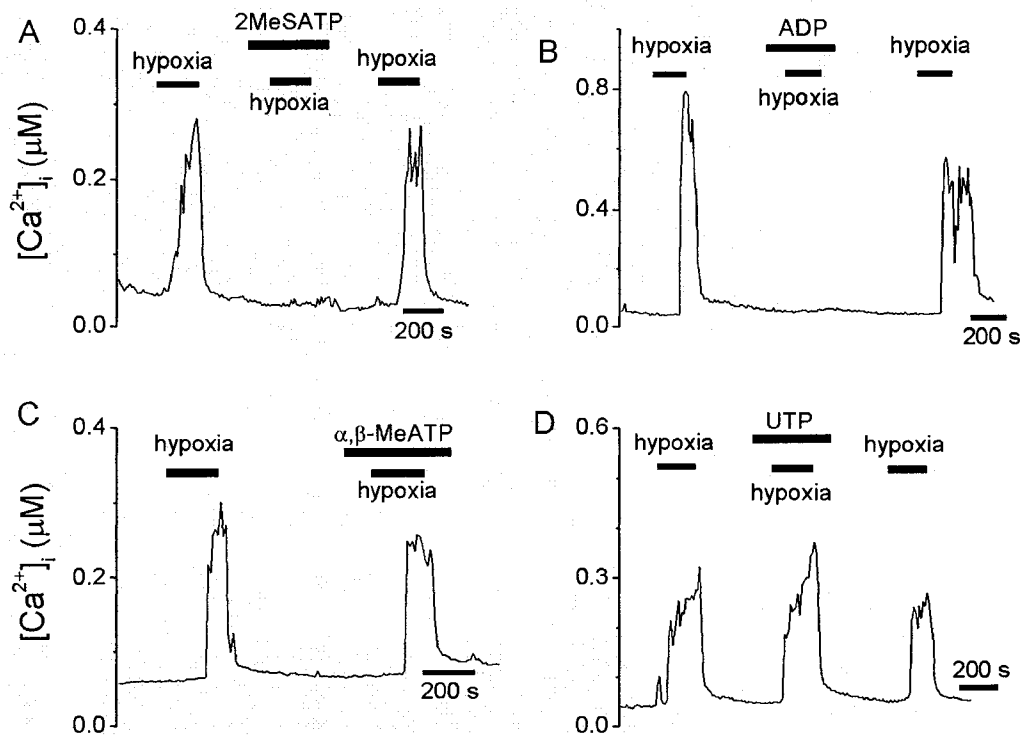 A
0.4
2MeSATP
hypoxia
hypoxia
hypoxia
0.2
0.0
[Ca2+]i (μM)
200 s
B
ADP
hypoxia
hypoxia
hypoxia
0.8
0.4
0.0
200 s
C
0.4
α,β-MeATP
hypoxia
hypoxia
0.2
0.0
[Ca2+]i (μM)
200 s
D
0.6
UTP
hypoxia
hypoxia
hypoxia
0.3
0.0
200 s